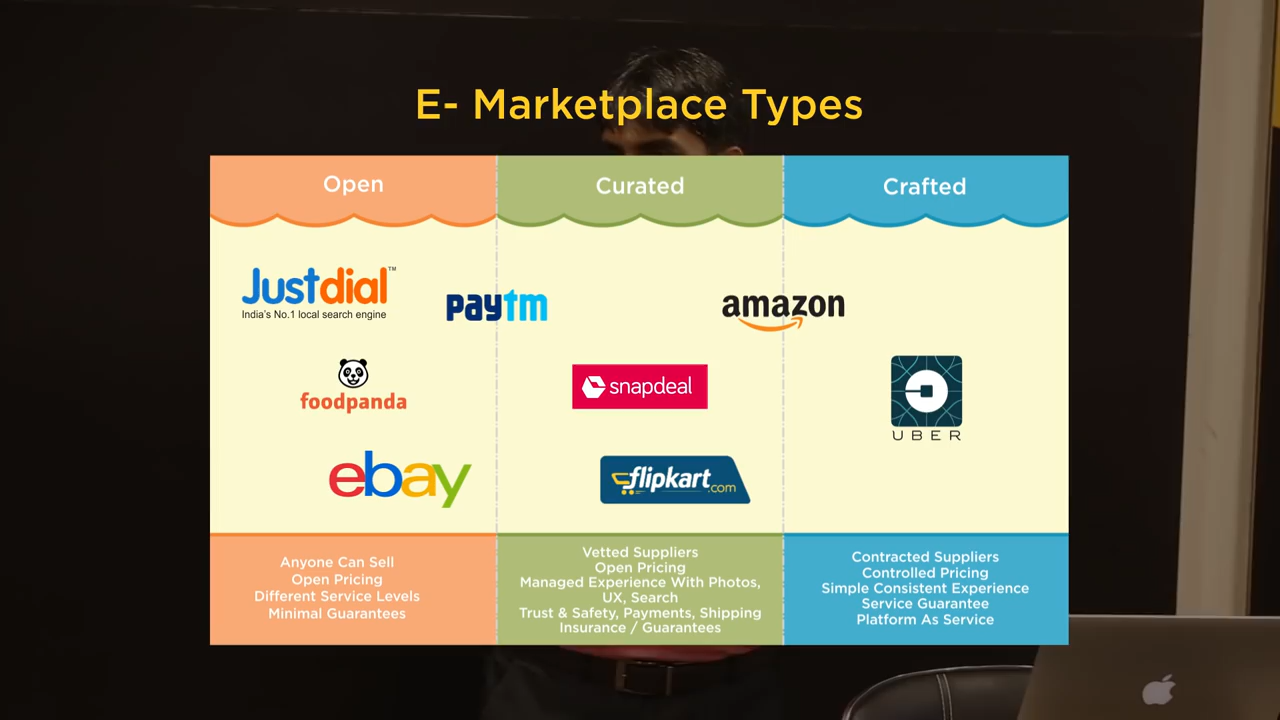 E- Marketplace Types
Open
Curated
Crafted
Justdial™
India's No.1 local search engine
paytm
amazon
foodpanda
snapdeal
UBER
ebay
flipkart.com
Anyone Can Sell
Open Pricing
Different Service Levels
Minimal Guarantees
Vetted Suppliers
Open Pricing
Managed Experience With Photos,
UX, Search
Trust & Safety, Payments, Shipping
Insurance / Guarantees
Contracted Suppliers
Controlled Pricing
Simple Consistent Experience
Service Guarantee
Platform As Service